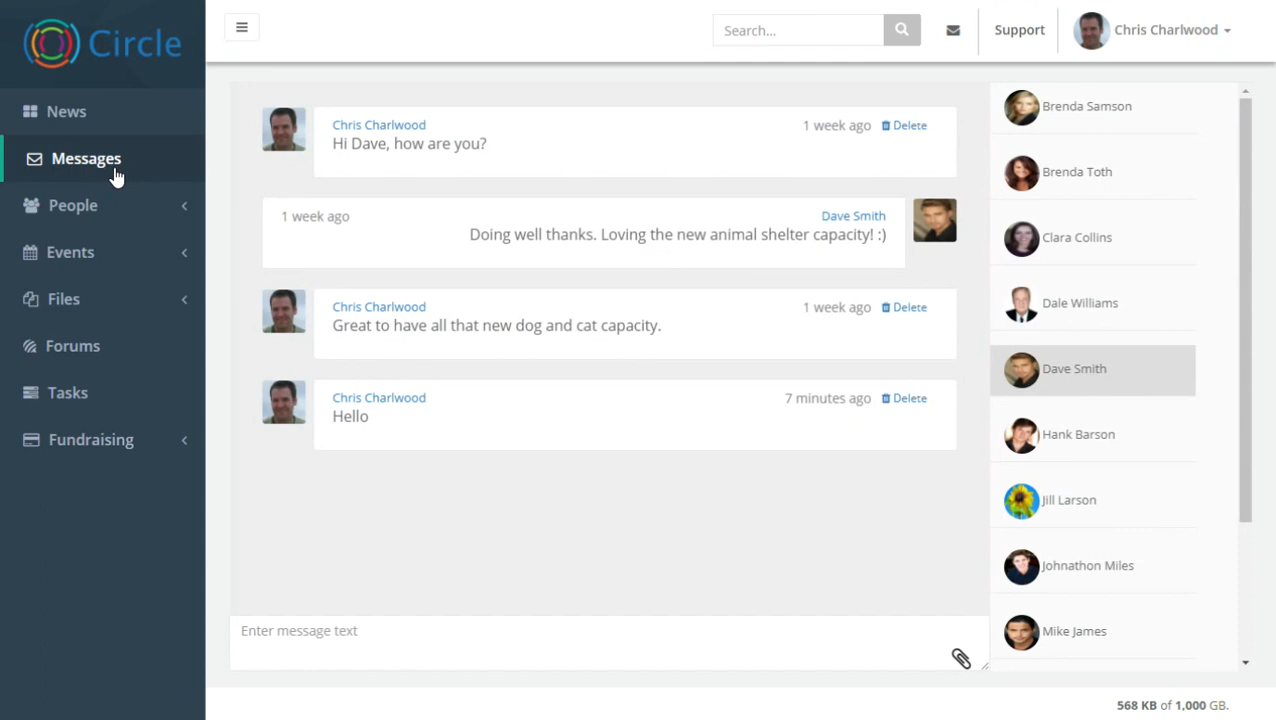 Circle
Search...
Support
Chris Charlwood
News
Messages
People
Events
Files
Forums
Tasks
Fundraising
Chris Charlwood
1 week ago
Delete
Hi Dave, how are you?
1 week ago
Dave Smith
Doing well thanks. Loving the new animal shelter capacity! :)
Chris Charlwood
1 week ago
Delete
Great to have all that new dog and cat capacity.
Chris Charlwood
7 minutes ago
Delete
Hello
Enter message text
Brenda Samson
Brenda Toth
Clara Collins
Dale Williams
Dave Smith
Hank Barson
Jill Larson
Johnathon Miles
Mike James
568 KB of 1,000 GB.